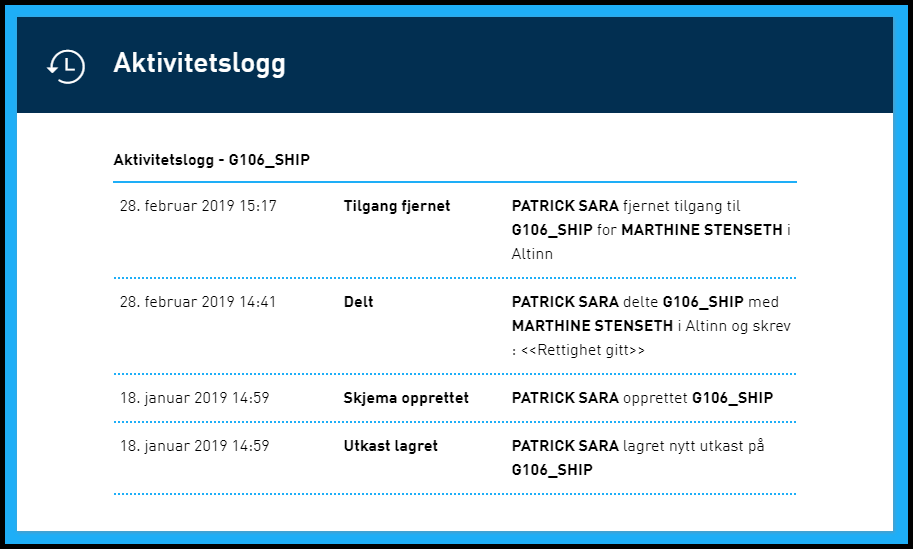 Aktivitetslogg
Aktivitetslogg - G106_SHIP
28. februar 2019 15:17 Tilgang fjernet PATRICK SARA fjernet tilgang til
G106_SHIP for MARTHINE STENSETH i
Altinn
28. februar 2019 14:41 Delt PATRICK SARA delte G106_SHIP med
MARTHINE STENSETH i Altinn og skrev
: <<Rettighet gitt>>
18. januar 2019 14:59 Skjema opprettet PATRICK SARA opprettet G106_SHIP
18. januar 2019 14:59 Utkast lagret PATRICK SARA lagret nytt utkast på
G106_SHIP